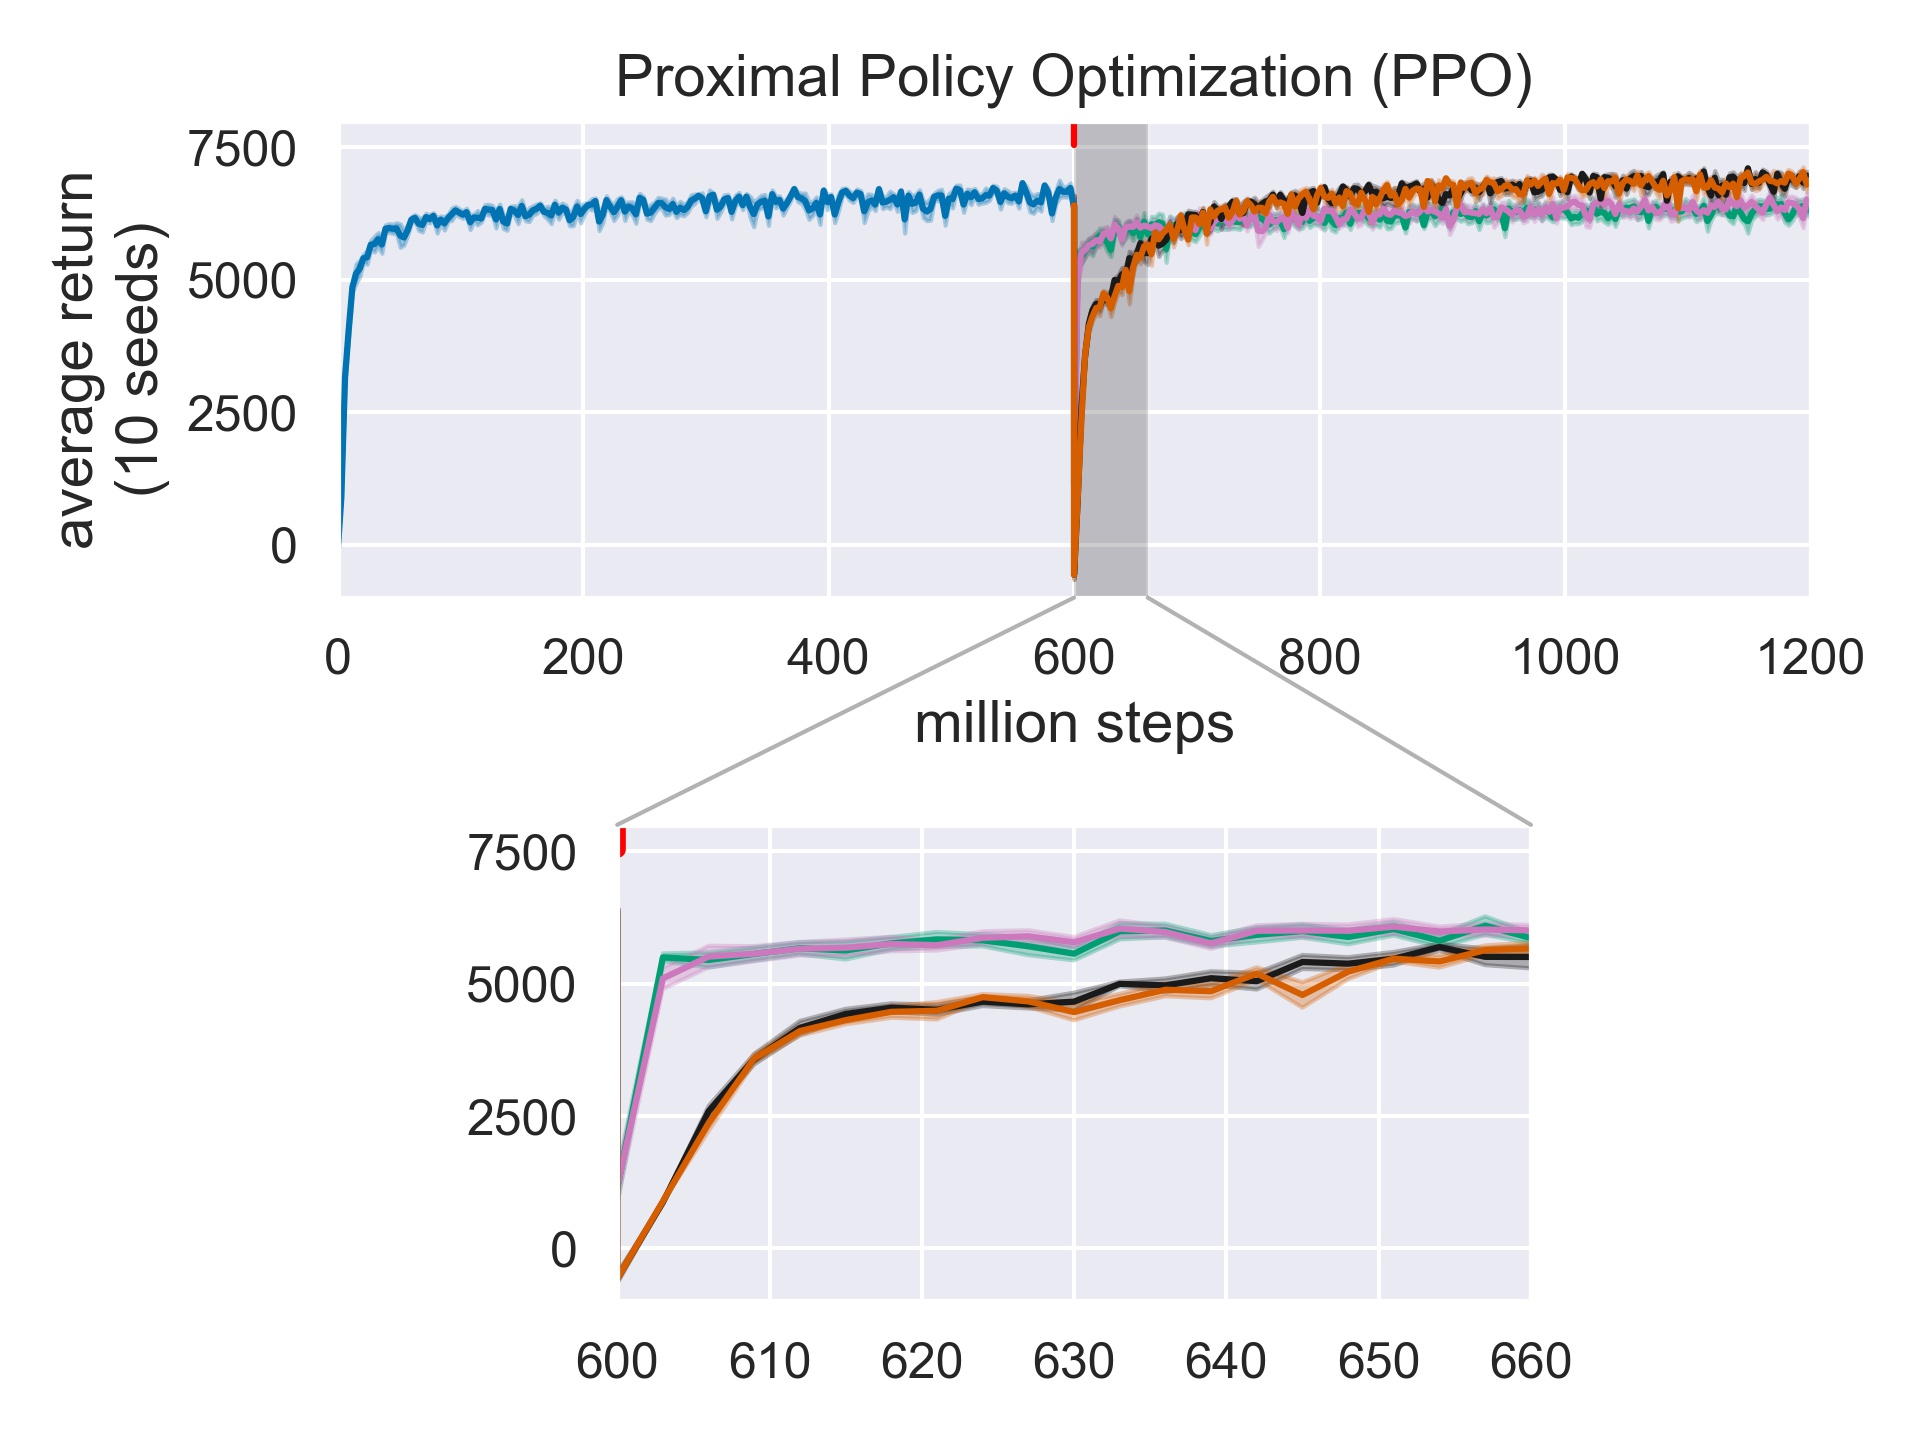 Proximal Policy Optimization (PPO)
average return
(10 seeds)
7500
5000
2500
0
0 200 400 600 800 1000 1200
million steps
7500
5000
2500
0
600 610 620 630 640 650 660